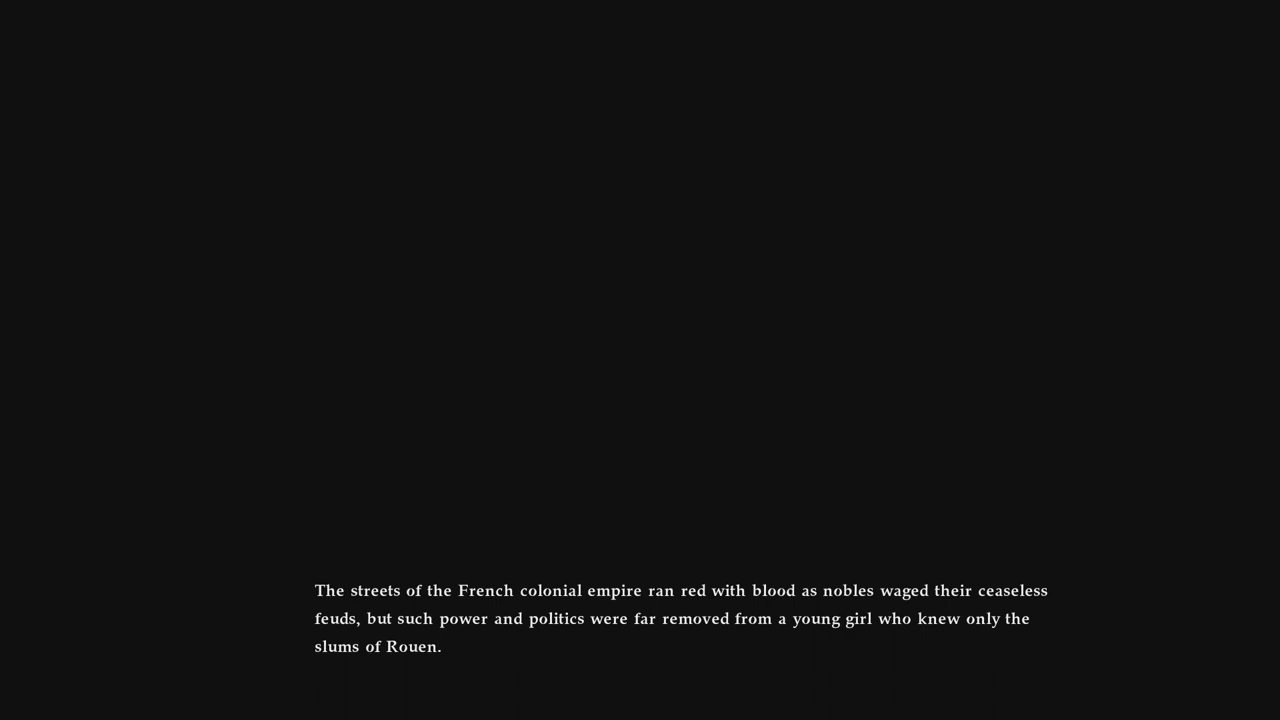 The streets of the French colonial empire ran red with blood as nobles waged their ceaseless
feuds, but such power and politics were far removed from a young girl who knew only the
slums of Rouen.